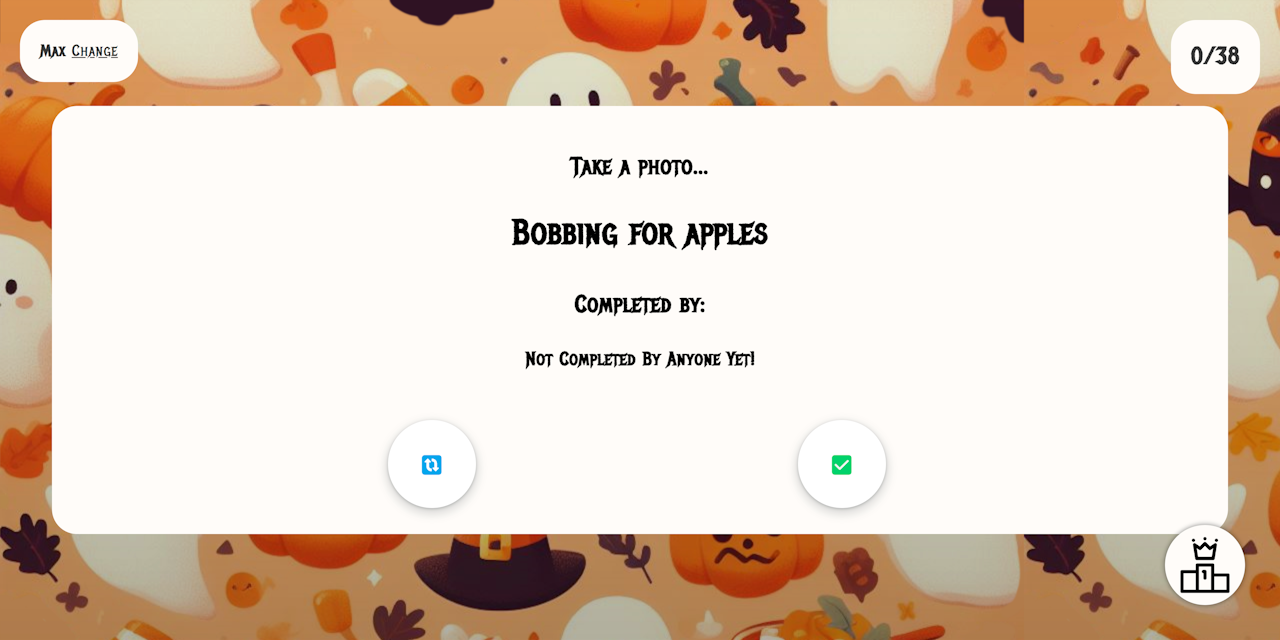 Max Change
0/38
Take a photo...
Bobbing for apples
Completed by:
Not Completed By Anyone Yet!
1